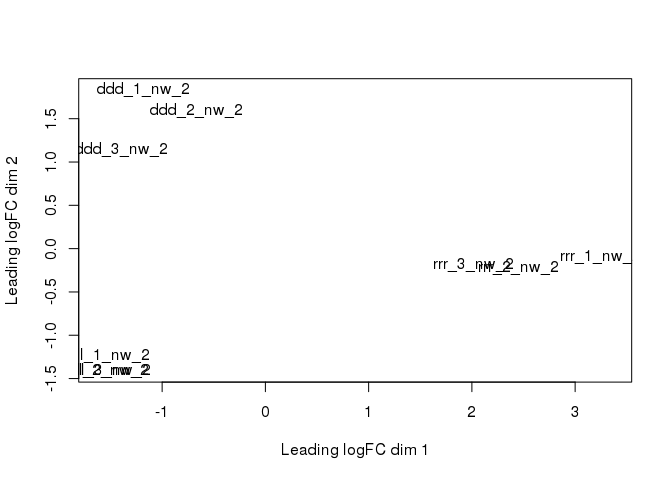 ddd_1_nw_2
ddd_2_nw_2
ddd_3_nw_2
rrr_1_nw_
rrr_3_nw_2
rrr_2_nw_2
l_1_nw_2
1.5
1.0
0.5
0.0
-0.5
-1.0
-1.5
Leading logFC dim 2
-1
0
1
2
3
Leading logFC dim 1